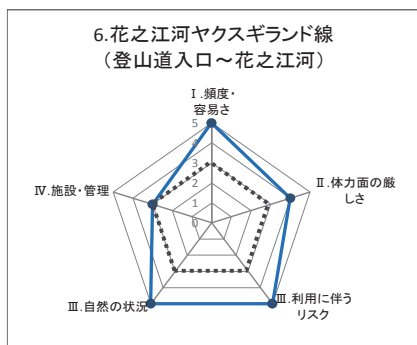 6.花之江河ヤクスギランド線
（登山道入口～花之江河）
Ⅰ.頻度・
容易さ
5
4
3
2
1
0
Ⅱ.体力面の厳
しさ
Ⅲ.利用に伴う
リスク
Ⅲ.自然の状況
Ⅳ.施設・管理